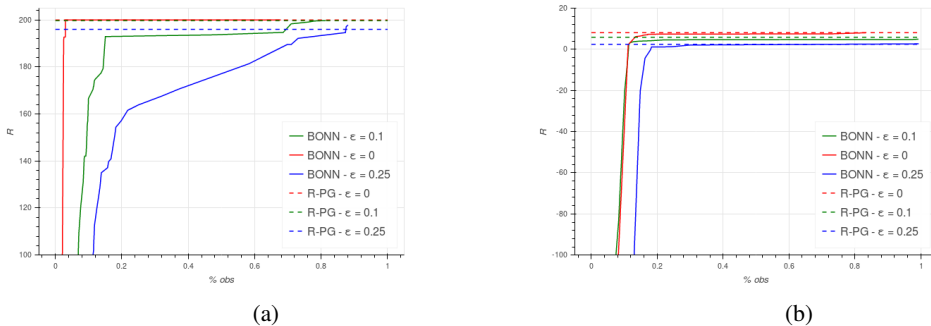 200
180
160
140
120
100
R
0
0.2
0.4
0.6
0.8
1
% obs
BONN - ε = 0.1
BONN - ε = 0
BONN - ε = 0.25
R-PG - ε = 0
R-PG - ε = 0.1
R-PG - ε = 0.25
(a)
20
0
-20
-40
-60
-80
-100
R
0
0.2
0.4
0.6
0.8
1
% obs
BONN - ε = 0.1
BONN - ε = 0
BONN - ε = 0.25
R-PG - ε = 0
R-PG - ε = 0.1
R-PG - ε = 0.25
(b)